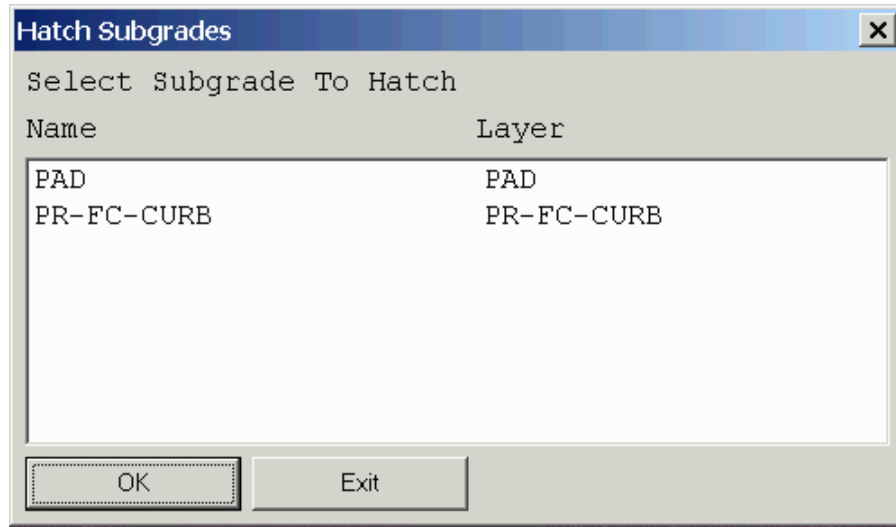 Hatch Subgrades
Select Subgrade To Hatch
Name Layer
PAD PAD
PR-FC-CURB PR-FC-CURB
OK Exit